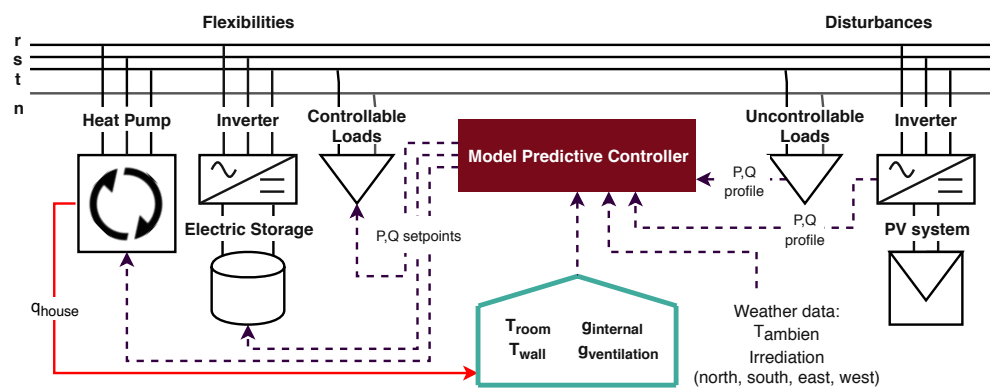 Flexibilities
Disturbances
r
s
t
n
Heat Pump
Inverter
Controllable
Loads
Uncontrollable
Loads
Inverter
Model Predictive Controller
P,Q
profile
P,Q
profile
Electric Storage
P,Q setpoints
PV system
qhouse
Troom
ginternal
Twall
gventilation
Weather data:
TAmbien
Irrediation
(north, south, east, west)